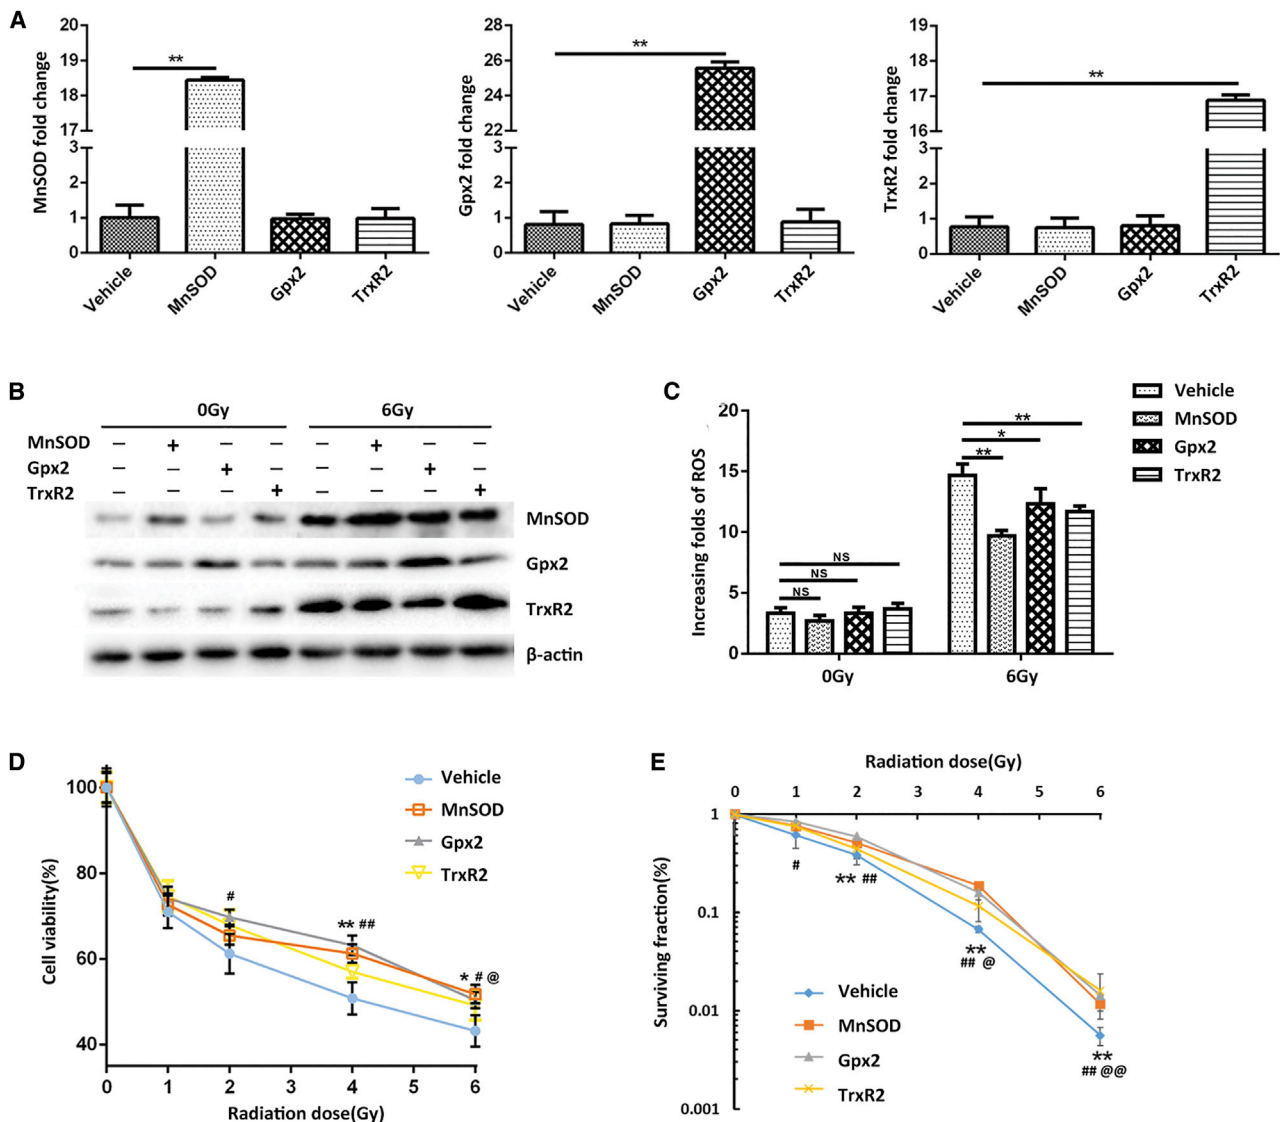 A
MnSOD fold change
20
19
18
17
3
2
1
0
**
Vehicle
MnSOD
Gpx2
TrxR2
Gpx2 fold change
28
26
24
22
3
2
1
0
**
Vehicle
MnSOD
Gpx2
TrxR2
TrxR2 fold change
19
18
17
16
3
2
1
0
**
Vehicle
MnSOD
Gpx2
TrxR2
B
0Gy 6Gy
MnSOD – + – – – + – –
Gpx2 – – + – – – + –
TrxR2 – – – + – – – +
MnSOD
Gpx2
TrxR2
β-actin
C
Vehicle
MnSOD
Gpx2
TrxR2
Increasing folds of ROS
20
15
10
5
0
NS
NS
NS
**
*
**
0Gy 6Gy
D
Cell viability(%)
100
80
60
40
Vehicle
MnSOD
Gpx2
TrxR2
#
** ##
* # @
0 1 2 3 4 5 6
Radiation dose(Gy)
E
Radiation dose(Gy)
0 1 2 3 4 5 6
Surviving fraction(%)
1
0.1
0.01
0.001
#
** ##
**
## @
**
## @@
Vehicle
MnSOD
Gpx2
TrxR2